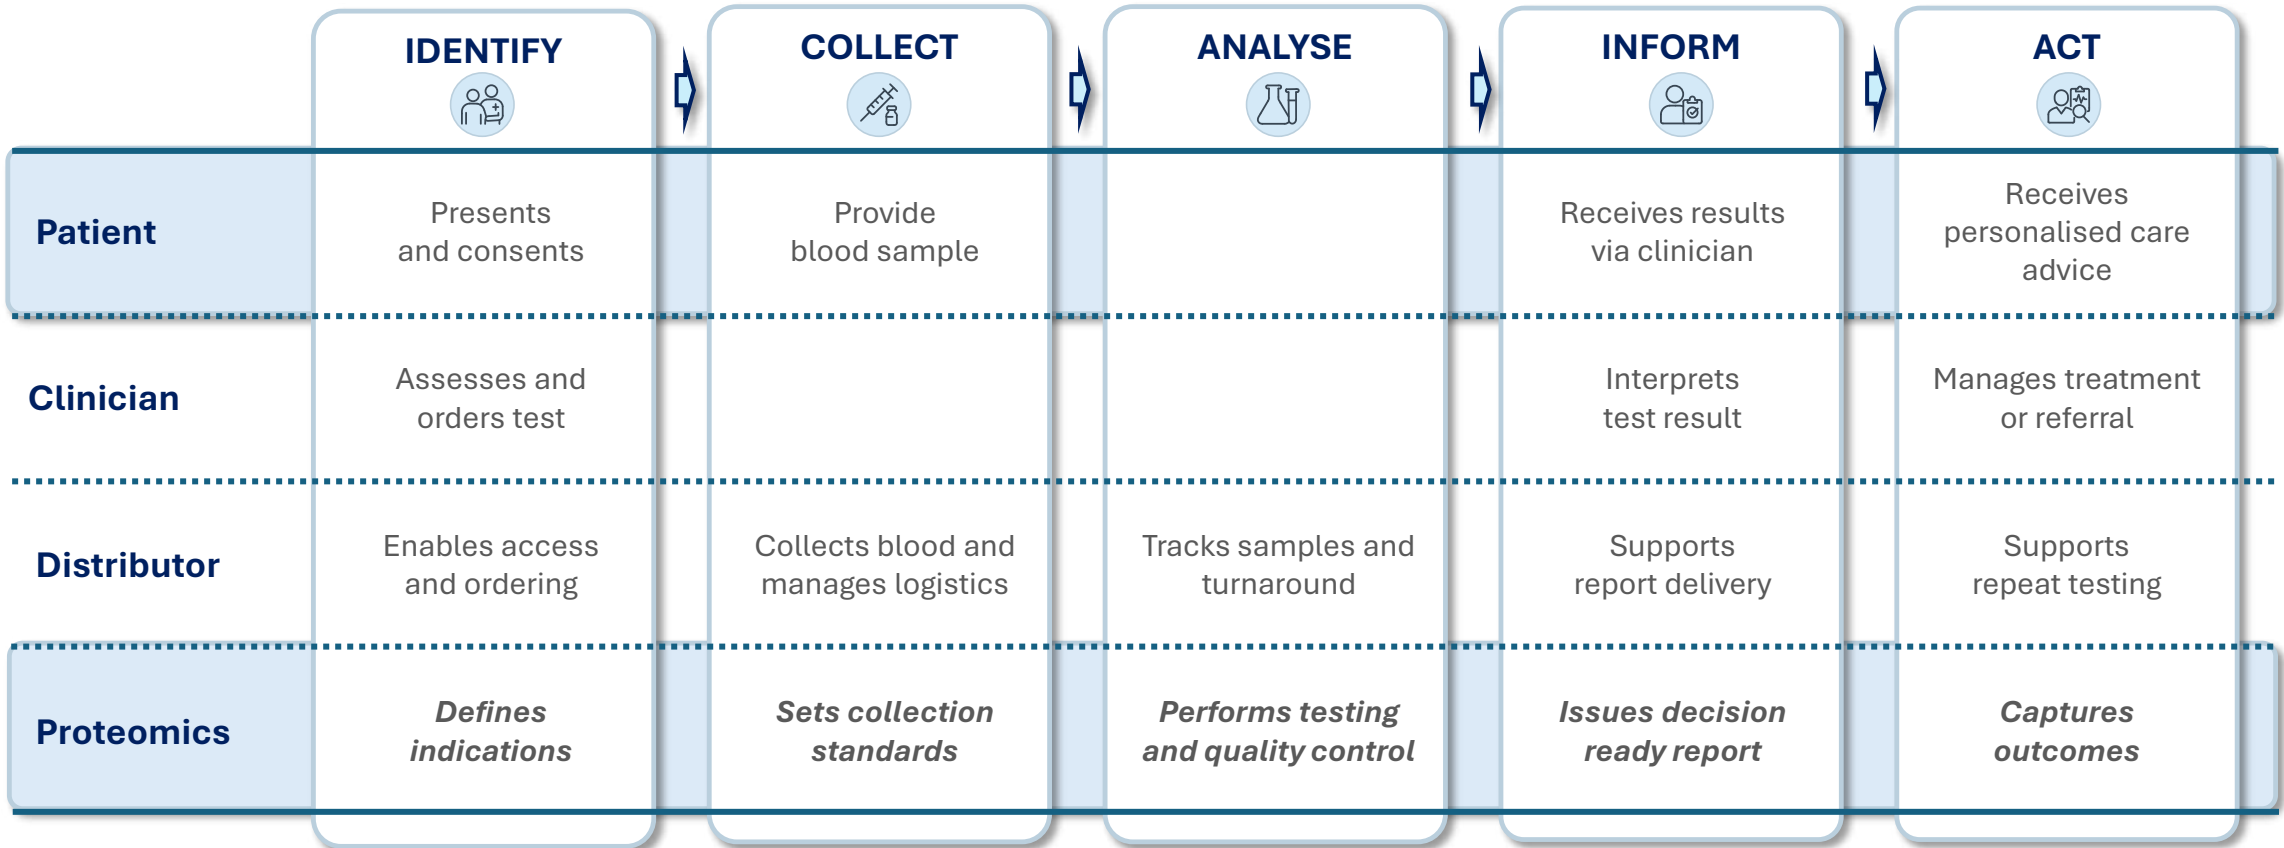 IDENTIFY
COLLECT
ANALYSE
INFORM
ACT
Patient
Presents
and consents
Provide
blood sample
Receives results
via clinician
Receives
personalised care
advice
Clinician
Assesses and
orders test
Interprets
test result
Manages treatment
or referral
Distributor
Enables access
and ordering
Collects blood and
manages logistics
Tracks samples and
turnaround
Supports
report delivery
Supports
repeat testing
Proteomics
Defines
indications
Sets collection
standards
Performs testing
and quality control
Issues decision
ready report
Captures
outcomes